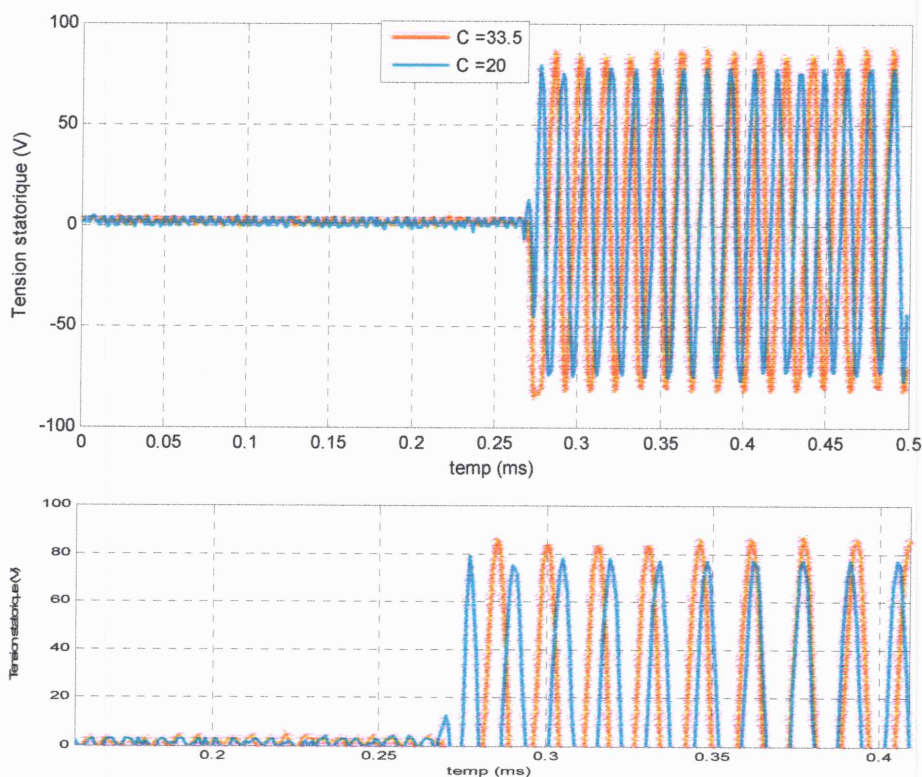 100
50
0
-50
-100
Tension statorique (V)
C =33.5
C =20
0 0.05 0.1 0.15 0.2 0.25 0.3 0.35 0.4 0.45 0.5
temp (ms)
100
80
60
40
20
0
Tension statorique (V)
0.2 0.25 0.3 0.35 0.4
temp (ms)